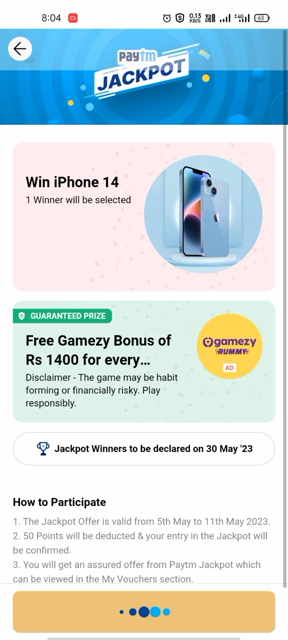 8:04
0.13 KB/S
63
paytm
JACKPOT
Win iPhone 14
1 Winner will be selected
GUARANTEED PRIZE
Free Gamezy Bonus of
Rs 1400 for every...
Disclaimer - The game may be habit
forming or financially risky. Play
responsibly.
gamezy
RUMMY
AD
Jackpot Winners to be declared on 30 May '23
How to Participate
1. The Jackpot Offer is valid from 5th May to 11th May 2023.
2. 50 Points will be deducted & your entry in the Jackpot will
be confirmed.
3. You will get an assured offer from Paytm Jackpot which
can be viewed in the My Vouchers section.